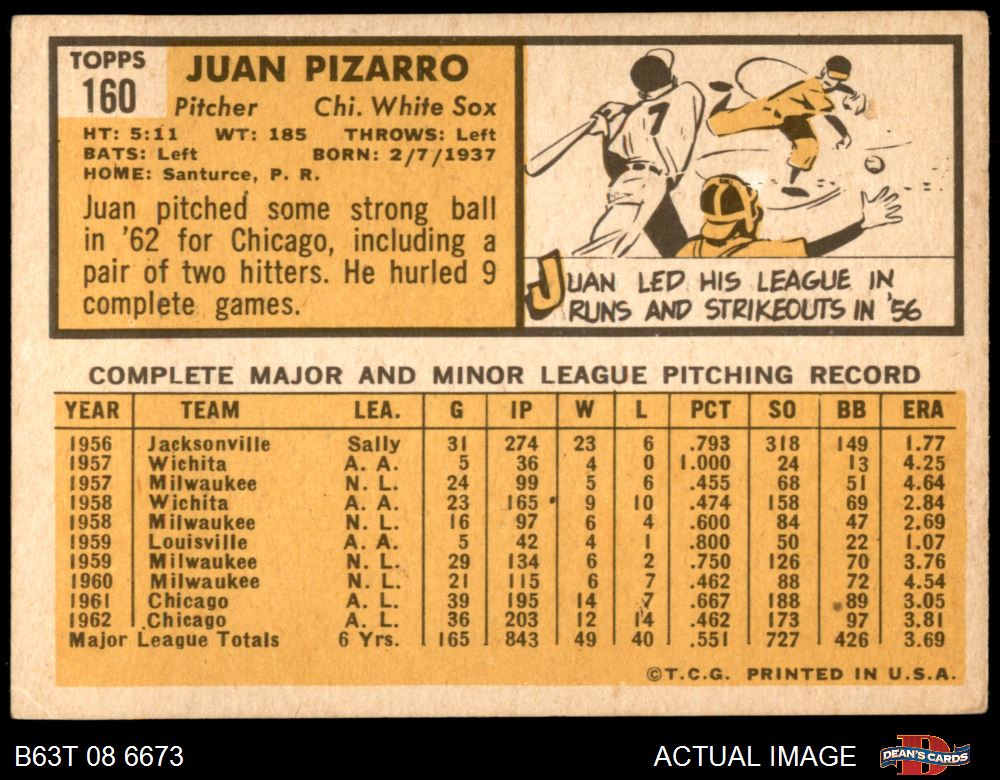 TOPPS
160
JUAN PIZARRO
Pitcher Chi. White Sox
HT: 5:11 WT: 185 THROWS: Left
BATS: Left BORN: 2/7/1937
HOME: Santurce, P. R.
Juan pitched some strong ball
in '62 for Chicago, including a
pair of two hitters. He hurled 9
complete games.
7
JUAN LED HIS LEAGUE IN
RUNS AND STRIKEOUTS IN '56
COMPLETE MAJOR AND MINOR LEAGUE PITCHING RECORD
YEAR TEAM LEA. G IP W L PCT SO BB ERA
1956 Jacksonville Sally 31 274 23 6 .793 318 149 1.77
1957 Wichita A. A. 5 36 4 0 1.000 24 13 4.25
1957 Milwaukee N. L. 24 99 5 6 .455 68 51 4.64
1958 Wichita A. A. 23 165 9 10 .474 158 69 2.84
1958 Milwaukee N. L. 16 97 6 4 .600 84 47 2.69
1959 Louisville A. A. 5 42 4 1 .800 50 22 1.07
1959 Milwaukee N. L. 29 134 6 2 .750 126 70 3.76
1960 Milwaukee N. L. 21 115 6 7 .462 88 72 4.54
1961 Chicago A. L. 39 195 14 7 .667 188 89 3.05
1962 Chicago A. L. 36 203 12 14 .462 173 97 3.81
Major League Totals 6 Yrs. 165 843 49 40 .551 727 426 3.69
©T.C.G. PRINTED IN U.S.A.
B63T 08 6673 ACTUAL IMAGE DEAN'S CARDS